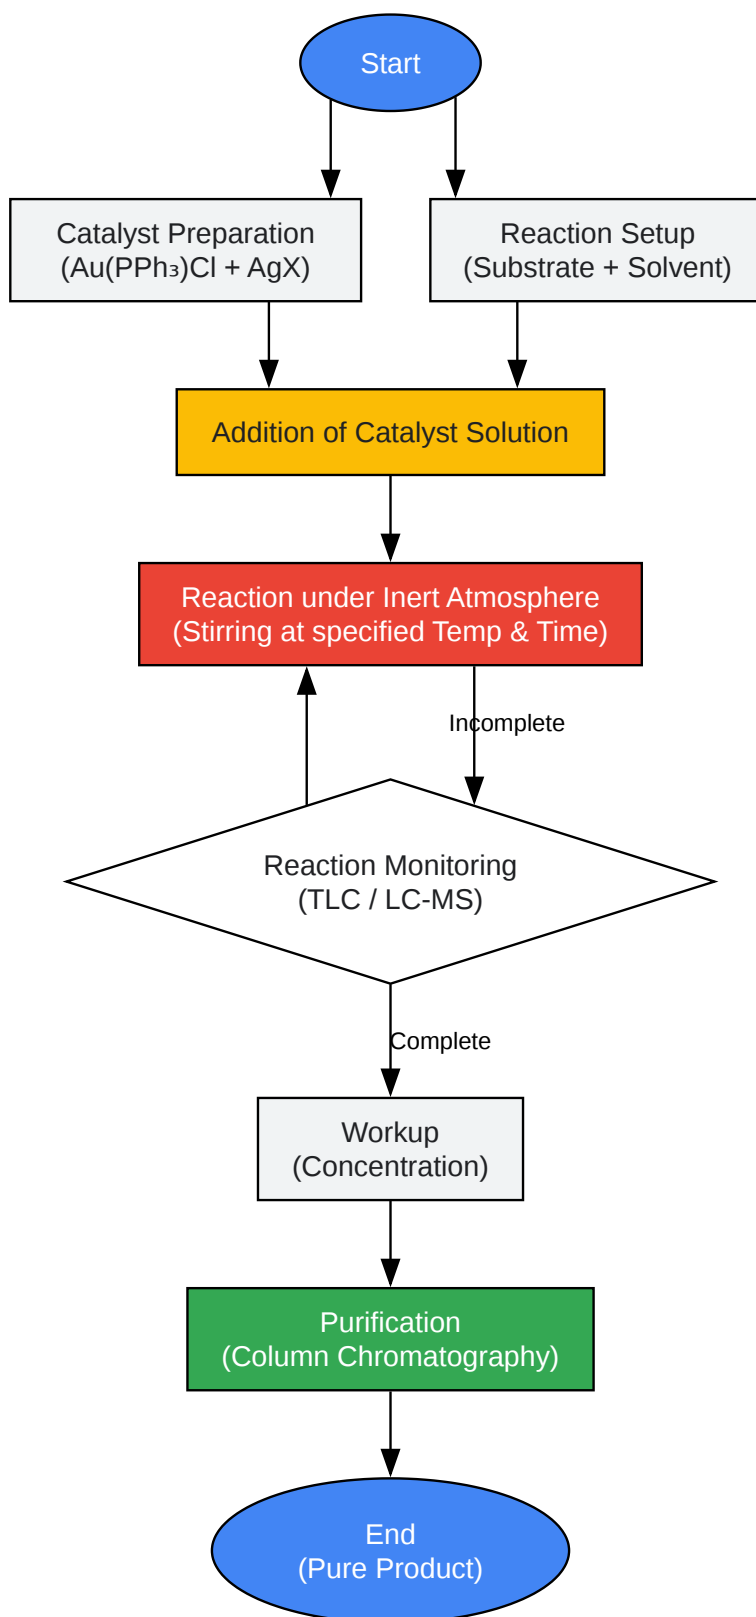 Start
Catalyst Preparation
(Au(PPh₃)Cl + AgX)
Reaction Setup
(Substrate + Solvent)
Addition of Catalyst Solution
Reaction under Inert Atmosphere
(Stirring at specified Temp & Time)
Incomplete
Reaction Monitoring
(TLC / LC-MS)
Complete
Workup
(Concentration)
Purification
(Column Chromatography)
End
(Pure Product)